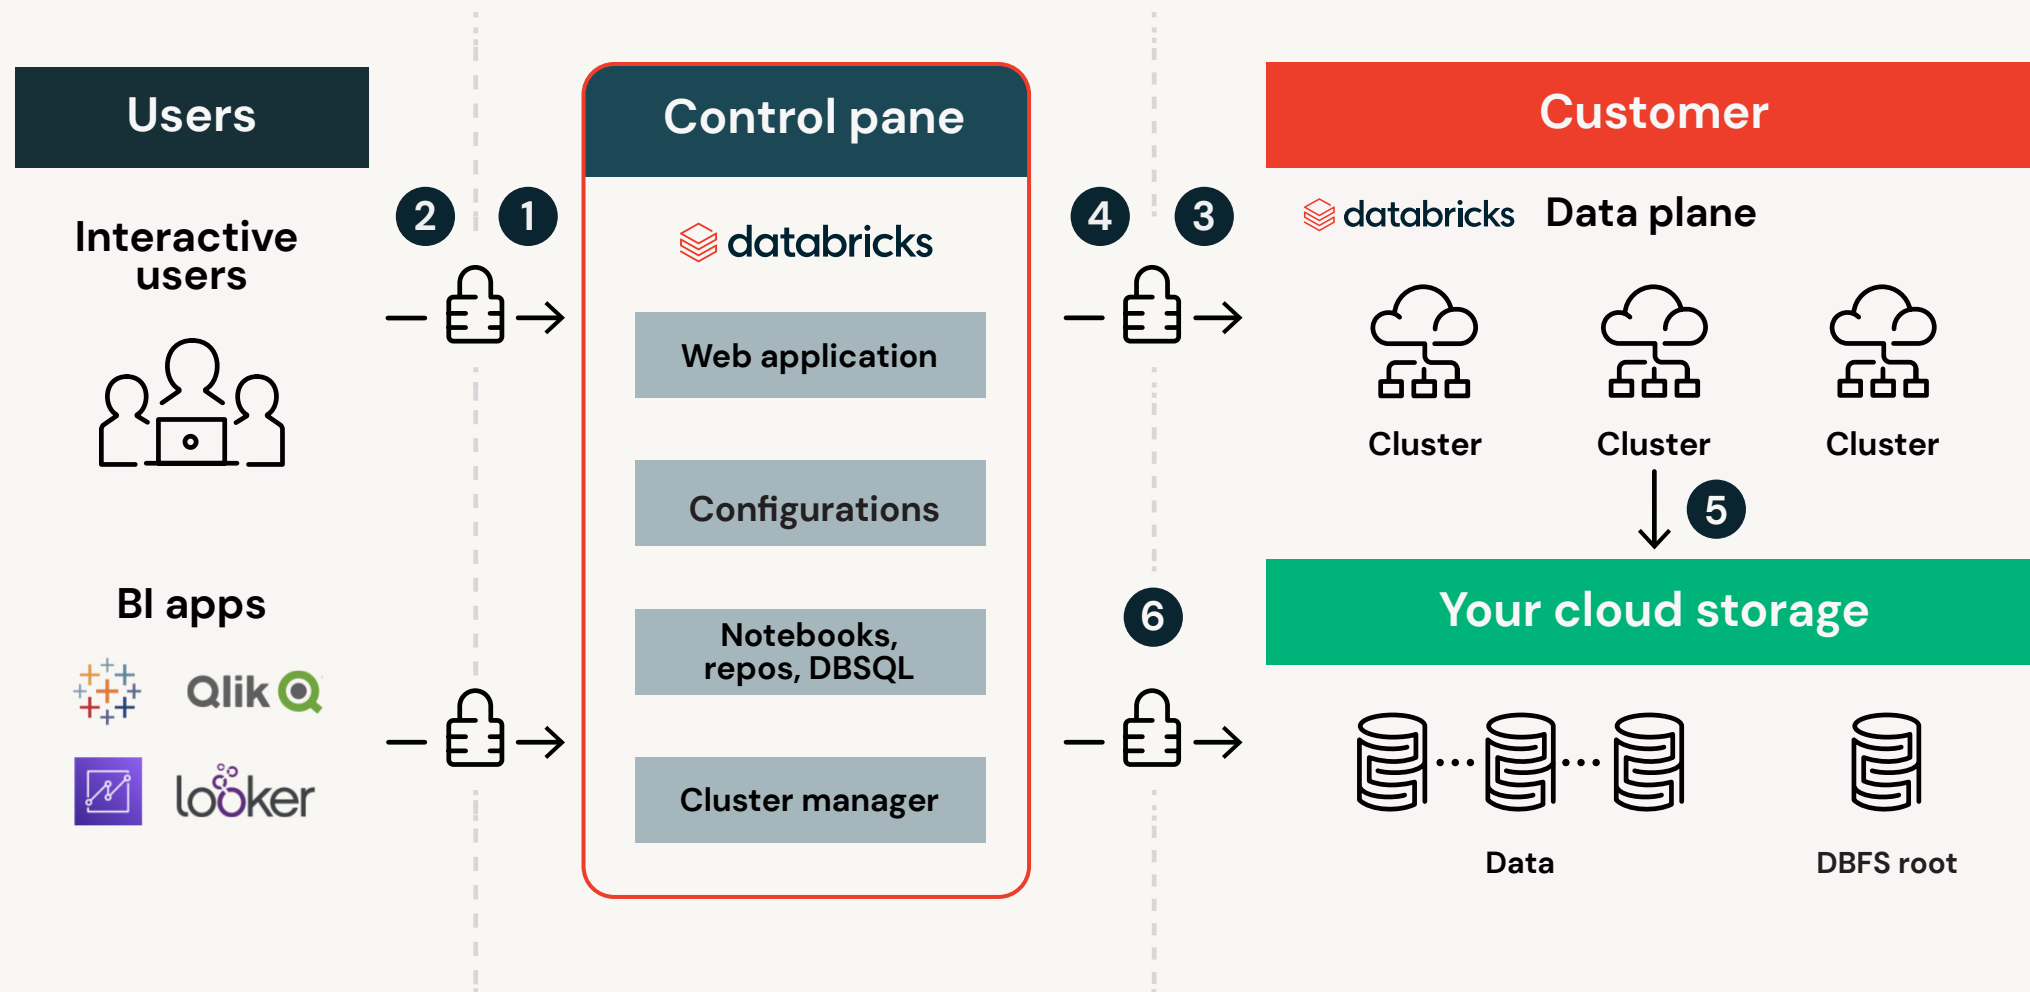 Users
Interactive
users
BI apps
Qlik
looker
2
1
Control pane
databricks
Web application
Configurations
Notebooks,
repos, DBSQL
Cluster manager
4
3
6
Customer
databricks Data plane
Cluster
Cluster
Cluster
5
Your cloud storage
Data
DBFS root